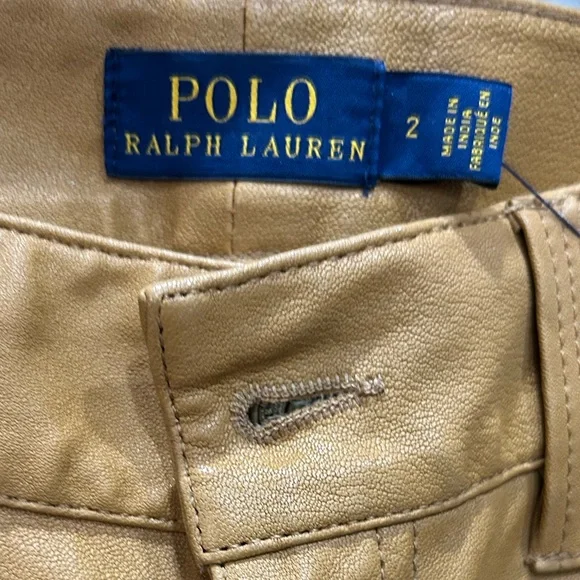 POLO
RALPH LAUREN
2
MADE IN
INDIA
FABRIQUÉ EN
INDE